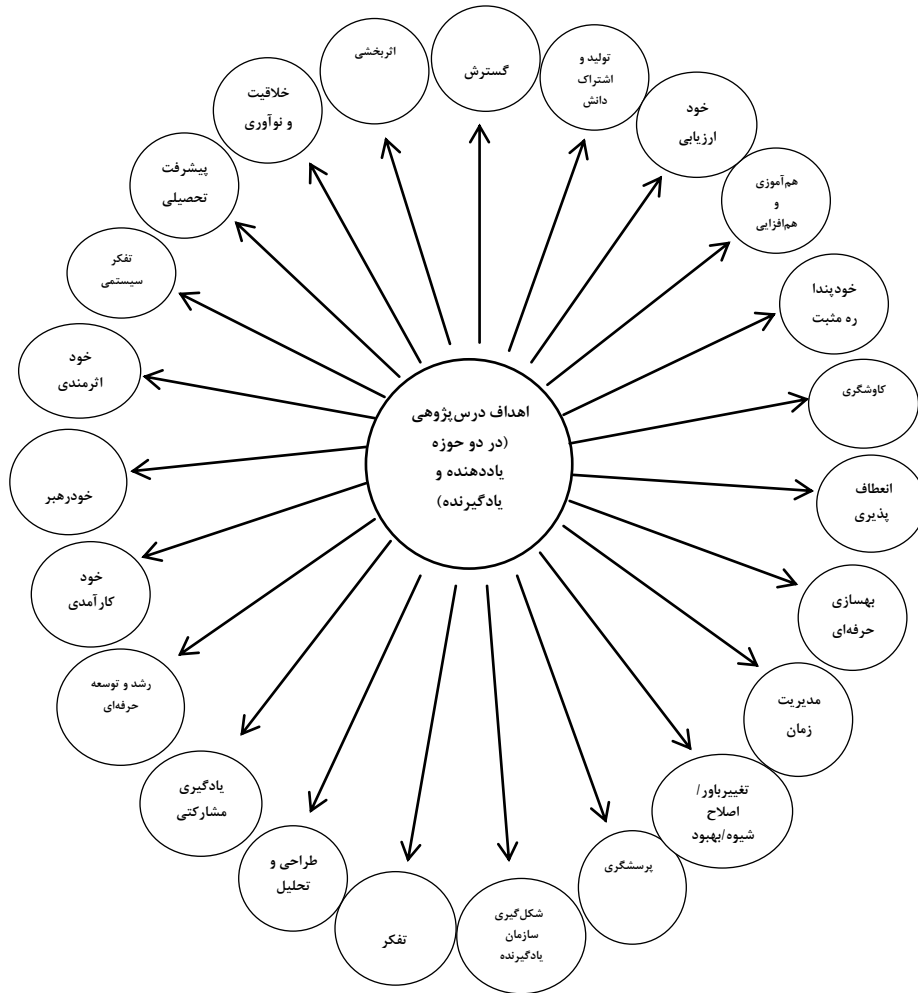 اهداف درس‌پژوهی
(در دو حوزه
یاددهنده و
یادگیرنده)
گسترش
تولید و
اشتراک
دانش
خود
ارزیابی
هم‌آموزی
و
هم‌افزایی
خودپندا
ره مثبت
کاوشگری
انعطاف
پذیری
بهسازی
حرفه‌ای
مدیریت
زمان
تغییرباور/
اصلاح
شیوه/بهبود
پرسشگری
شکل‌گیری
سازمان
یادگیرنده
تفکر
طراحی و
تحلیل
یادگیری
مشارکتی
رشد و توسعه
حرفه‌ای
خود
کارآمدی
خودرهبر
خود
اثرمندی
تفکر
سیستمی
پیشرفت
تحصیلی
خلاقیت
و نوآوری
اثربخشی